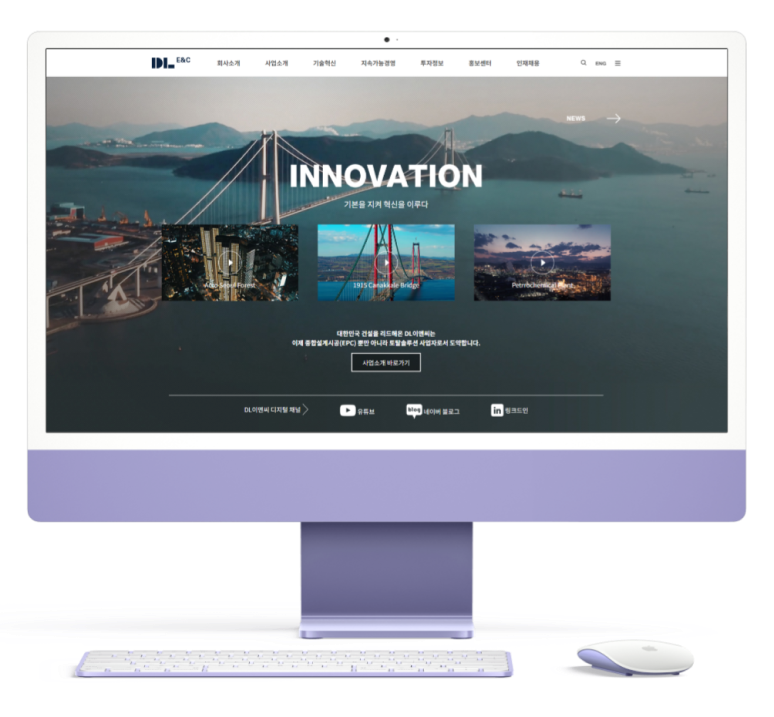 DL E&C
회사소개 사업소개 기술혁신 지속가능경영 투자정보 홍보센터 인재채용 ENG
NEWS
INNOVATION
기본을 지켜 혁신을 이루다
Acro Seoul Forest
1915 Canakkale Bridge
Petrochemical Plant
대한민국 건설을 리드해온 DL이앤씨는
이제 종합설계시공(EPC) 뿐만 아니라 토탈솔루션 사업자로서 도약합니다.
사업소개 바로가기
DL이앤씨 디지털 채널
유튜브
blog 네이버 블로그
in 링크드인